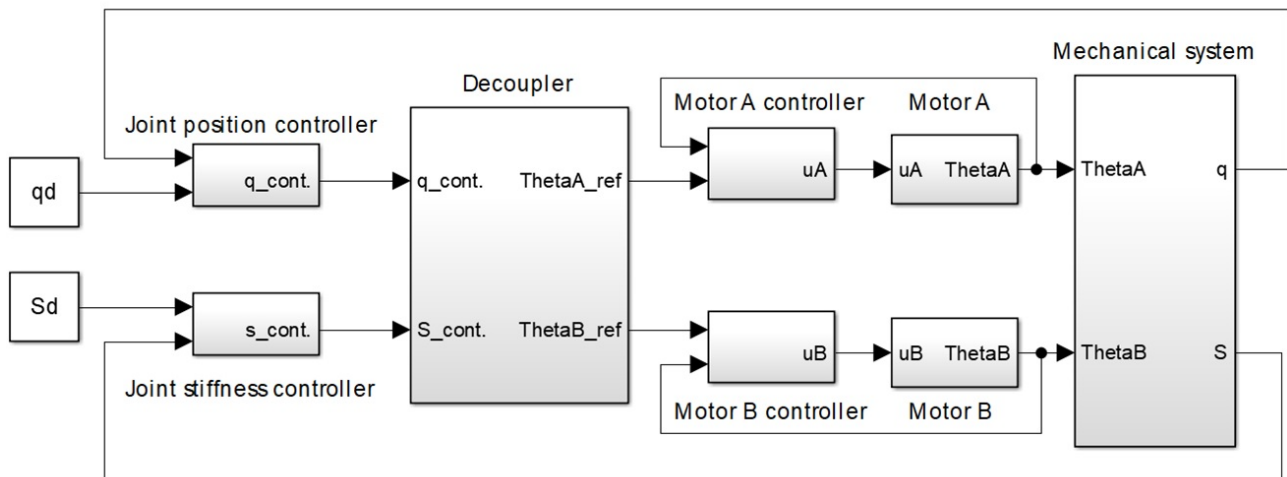 Mechanical system
Decoupler
Motor A controller
Motor A
Joint position controller
qd
q_cont.
q_cont.
ThetaA_ref
uA
uA
ThetaA
ThetaA
q
Sd
s_cont.
S_cont.
ThetaB_ref
uB
uB
ThetaB
ThetaB
S
Joint stiffness controller
Motor B controller
Motor B